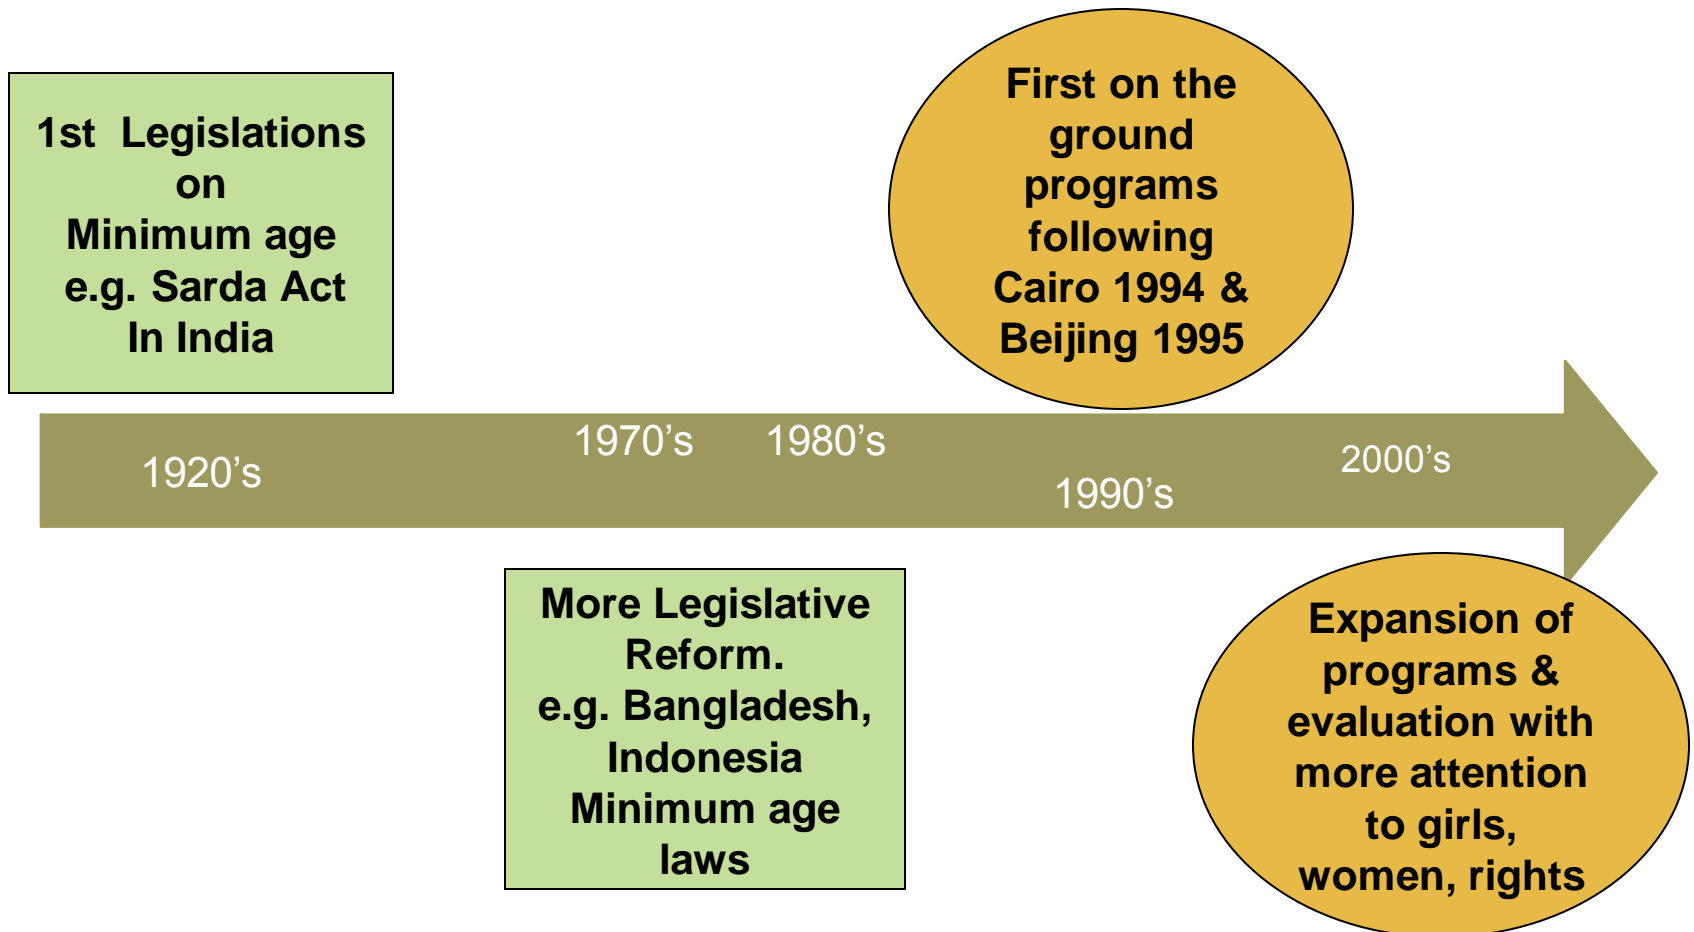 1st  Legislations
on
Minimum age
e.g. Sarda Act
In India
First on the
ground
programs
following
Cairo 1994 &
Beijing 1995
1920’s
1970’s
1980’s
1990’s
2000’s
More Legislative
Reform.
e.g. Bangladesh,
Indonesia
Minimum age
laws
Expansion of
programs &
evaluation with
more attention
to girls,
women, rights